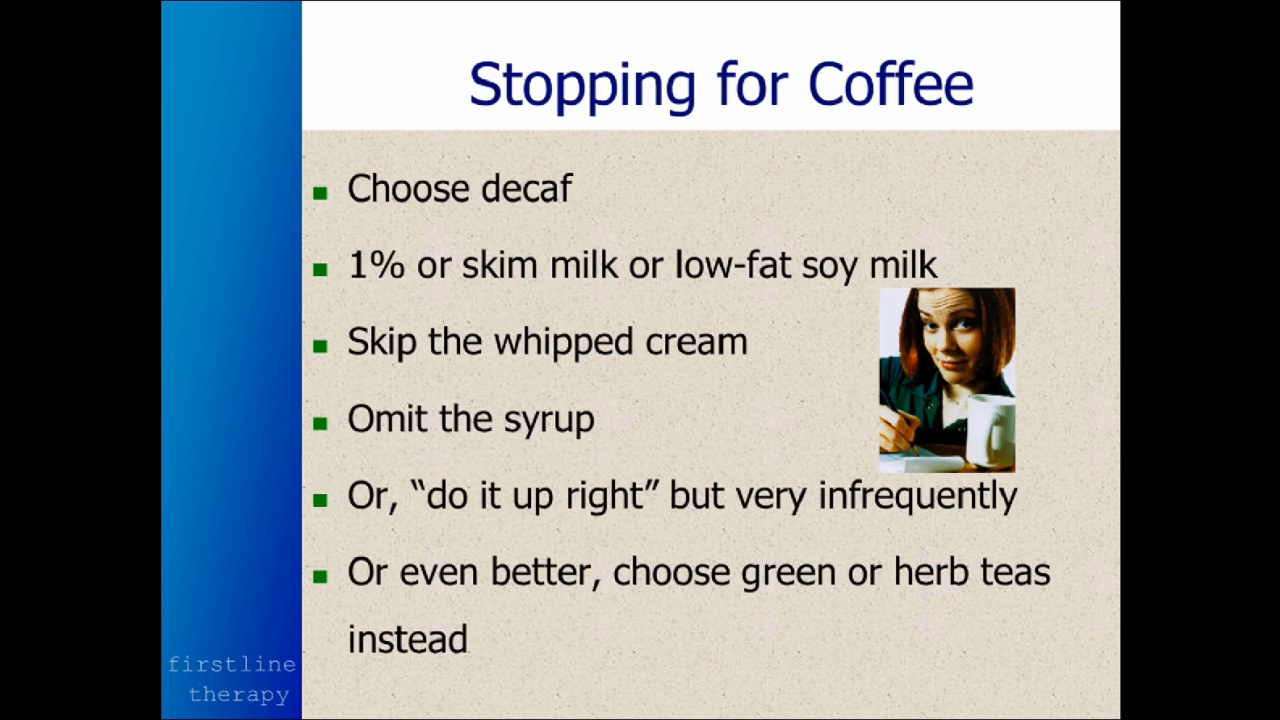 Stopping for Coffee
Choose decaf
1% or skim milk or low-fat soy milk
Skip the whipped cream
Omit the syrup
Or, “do it up right” but very infrequently
Or even better, choose green or herb teas
instead
firstline
therapy